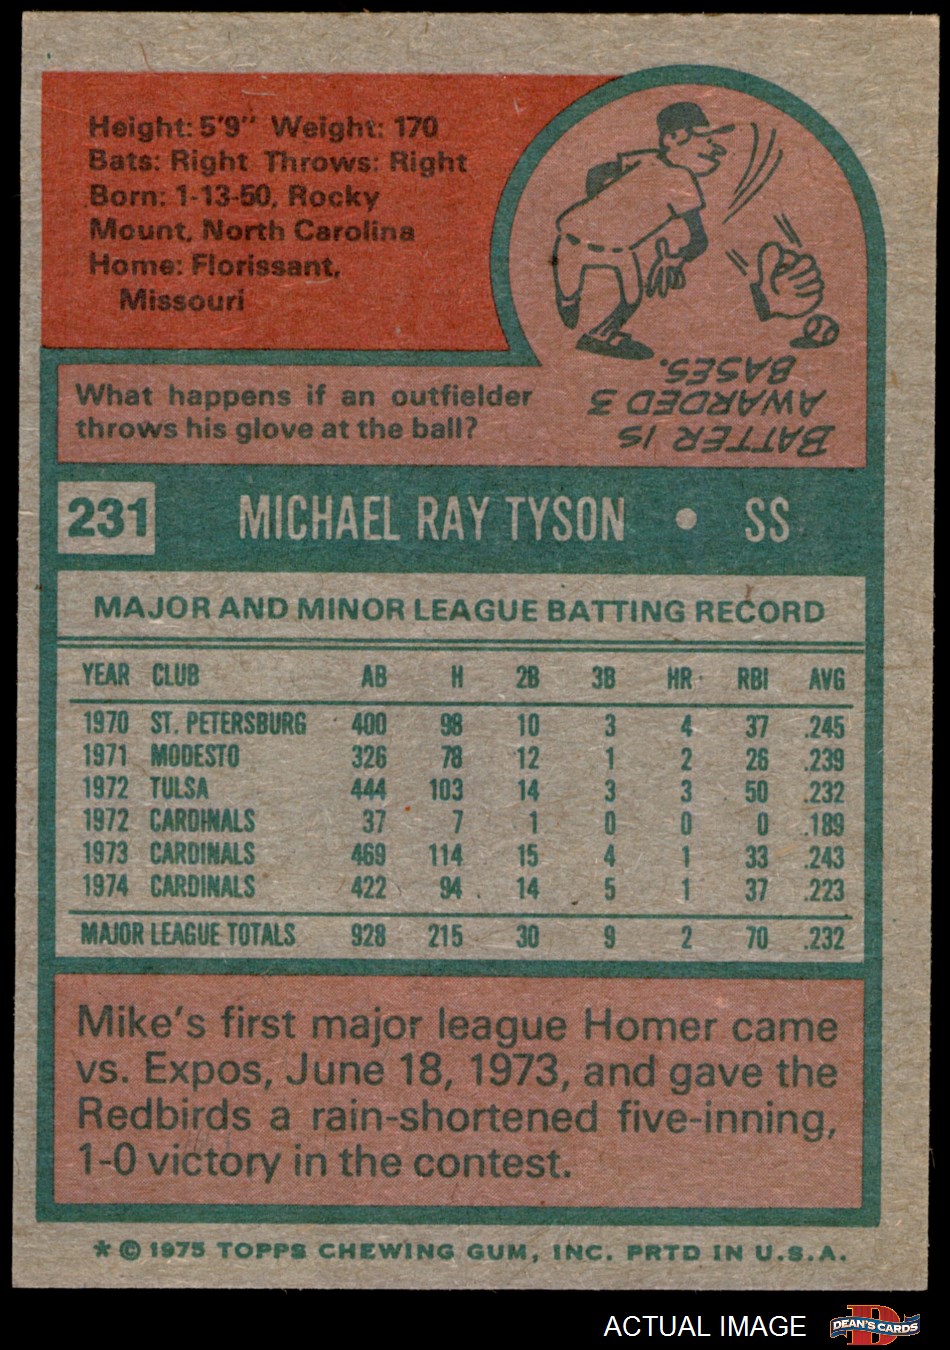 Height: 5'9" Weight: 170
Bats: Right Throws: Right
Born: 1-13-50, Rocky
Mount, North Carolina
Home: Florissant,
Missouri
What happens if an outfielder
throws his glove at the ball?
BATTER IS
AWARDED 3
BASES.
231 MICHAEL RAY TYSON • SS
MAJOR AND MINOR LEAGUE BATTING RECORD
YEAR CLUB AB H 2B 3B HR RBI AVG
1970 ST. PETERSBURG 400 98 10 3 4 37 .245
1971 MODESTO 326 78 12 1 2 26 .239
1972 TULSA 444 103 14 3 3 50 .232
1972 CARDINALS 37 7 1 0 0 0 .189
1973 CARDINALS 469 114 15 4 1 33 .243
1974 CARDINALS 422 94 14 5 1 37 .223
MAJOR LEAGUE TOTALS 928 215 30 9 2 70 .232
Mike's first major league Homer came
vs. Expos, June 18, 1973, and gave the
Redbirds a rain-shortened five-inning,
1-0 victory in the contest.
* © 1975 TOPPS CHEWING GUM, INC. PRTD IN U.S.A.
ACTUAL IMAGE
D
DEAN'S CARDS